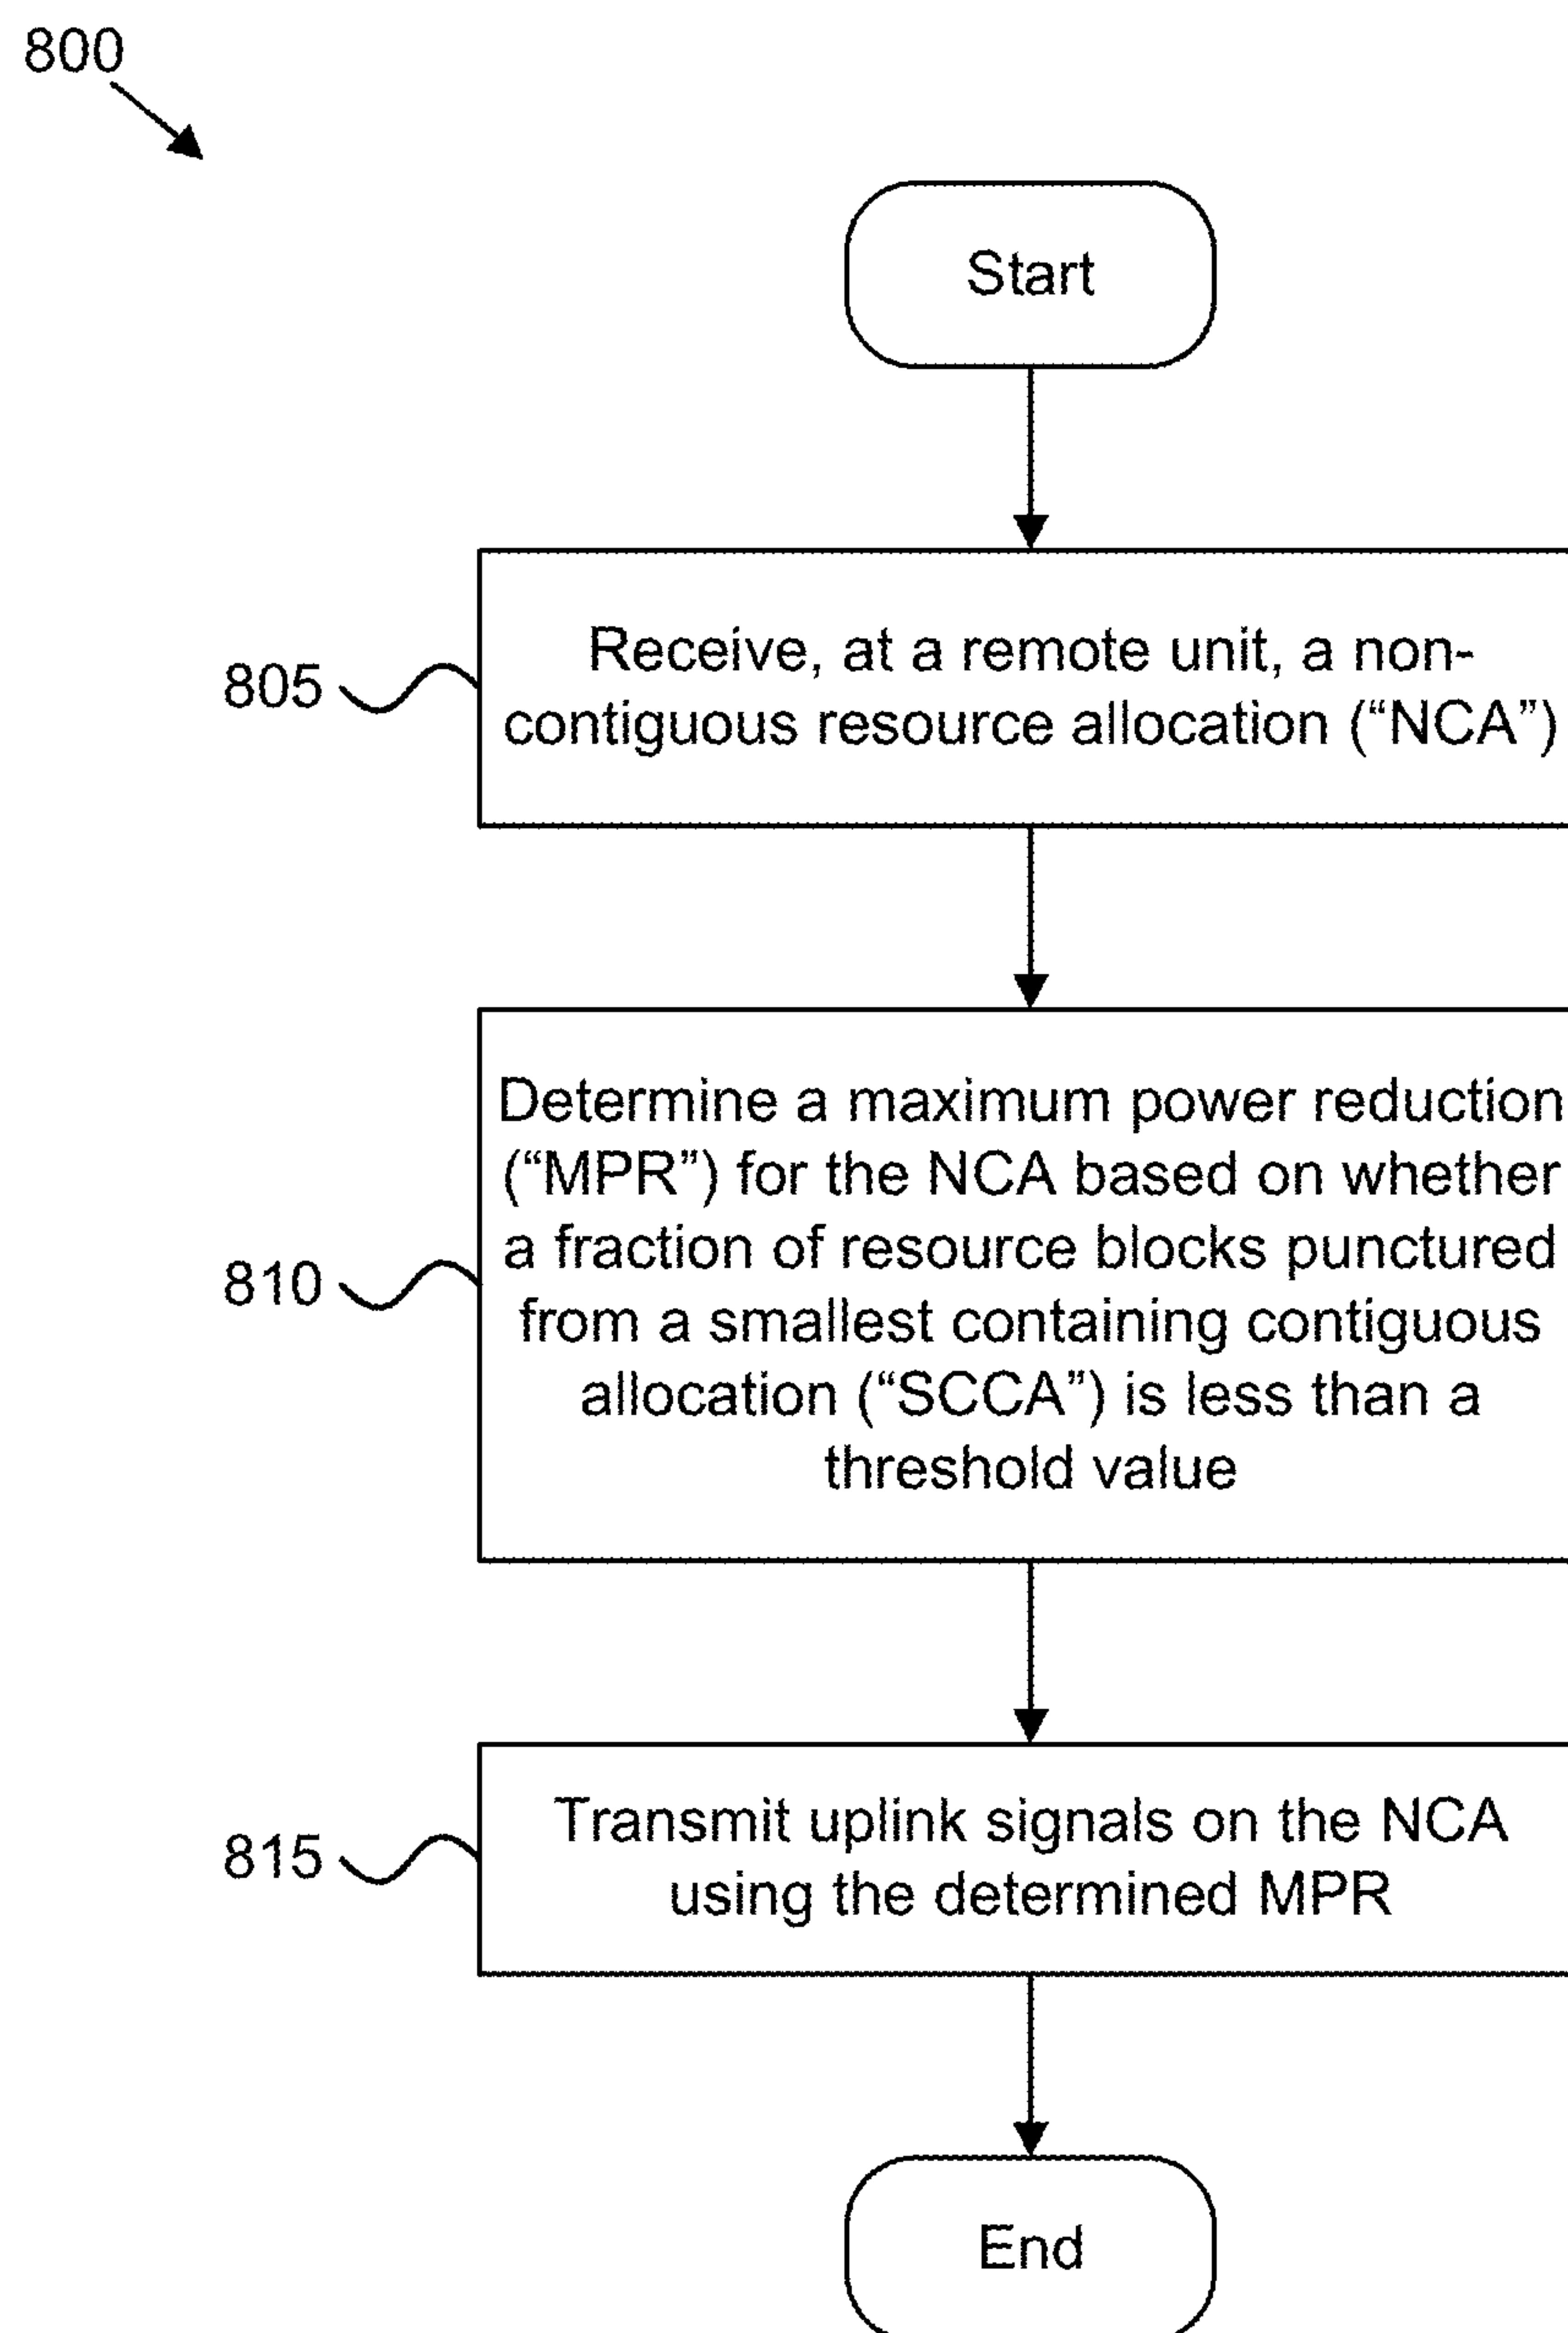 800
Start
805
Receive, at a remote unit, a non-
contiguous resource allocation (“NCA”)
810
Determine a maximum power reduction
(“MPR”) for the NCA based on whether
a fraction of resource blocks punctured
from a smallest containing contiguous
allocation (“SCCA”) is less than a
threshold value
815
Transmit uplink signals on the NCA
using the determined MPR
End